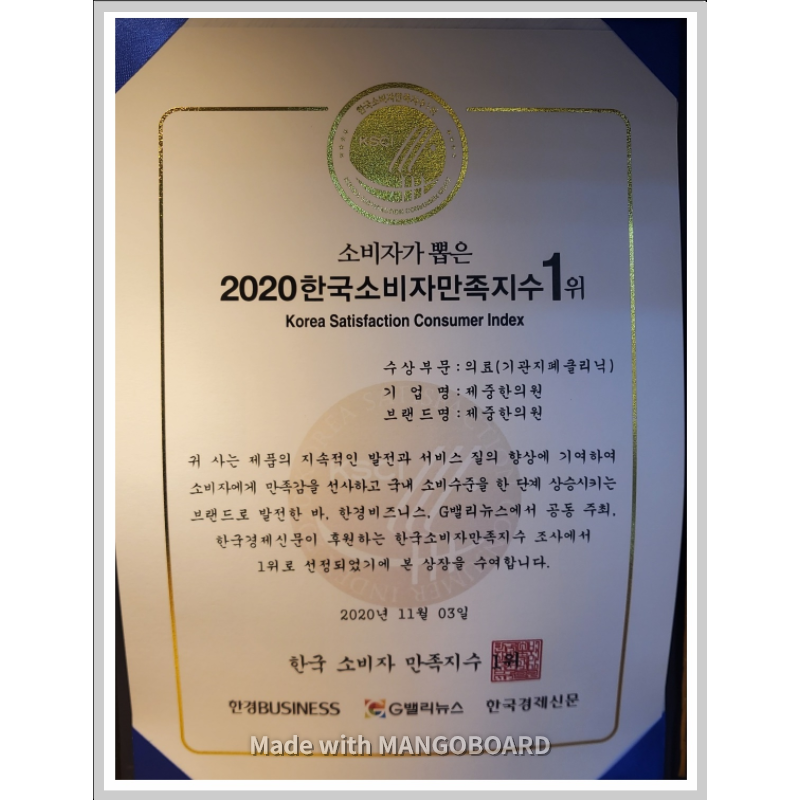 KSCI
소비자가 뽑은
2020한국소비자만족지수1위
Korea Satisfaction Consumer Index
수상부문:의료(기관지폐클리닉)
기 업 명:제중한의원
브랜드명:제중한의원
귀 사는 제품의 지속적인 발전과 서비스 질의 향상에 기여하여
소비자에게 만족감을 선사하고 국내 소비수준을 한 단계 상승시키는
브랜드로 발전한 바, 한경비즈니스, G밸리뉴스에서 공동 주최,
한국경제신문이 후원하는 한국소비자만족지수 조사에서
1위로 선정되었기에 본 상장을 수여합니다.
2020년 11월 03일
한국 소비자 만족지수 1위
한경BUSINESS G밸리뉴스 한국경제신문
Made with MANGOBOARD